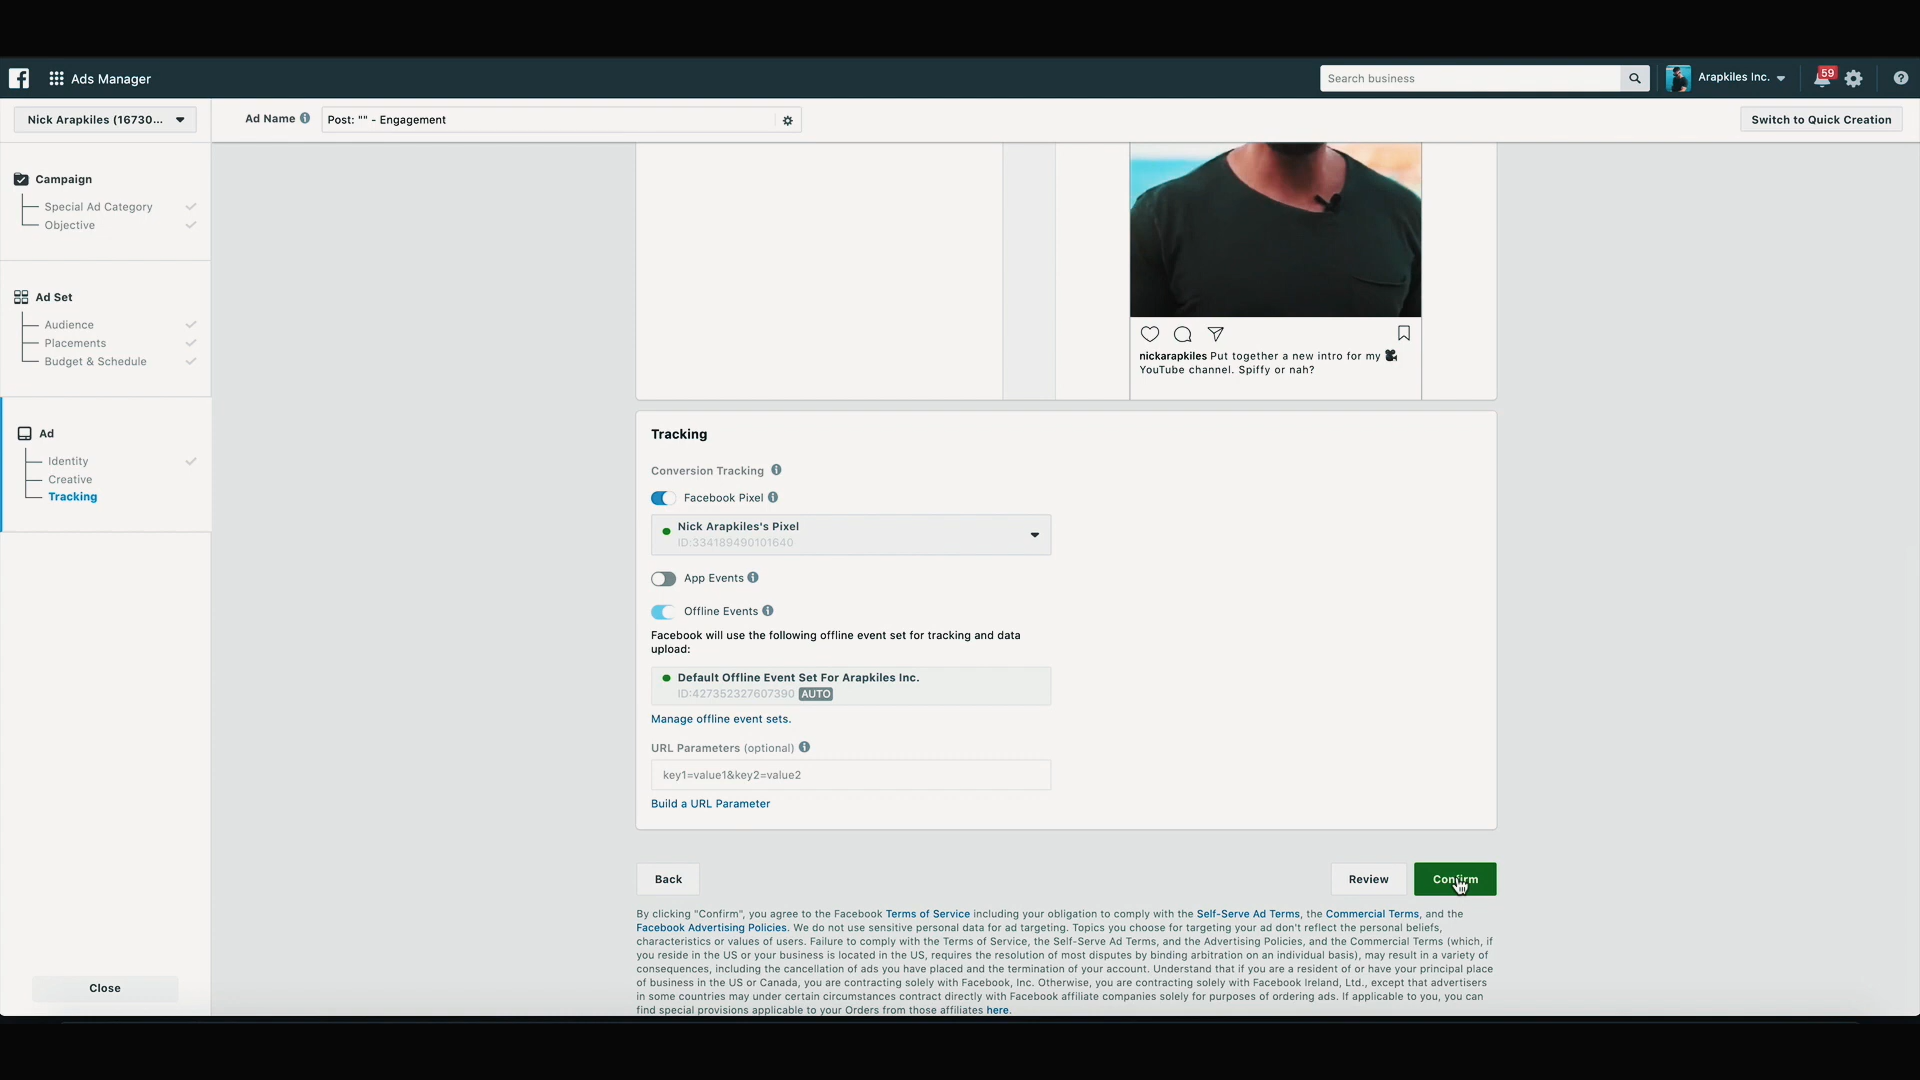 Ads Manager
Search business
Arapkiles Inc.
59
Nick Arapkiles (16730...
Ad Name
Post: "" - Engagement
Switch to Quick Creation
Campaign
Special Ad Category
Objective
Ad Set
Audience
Placements
Budget & Schedule
Ad
Identity
Creative
Tracking
Close
nickarapkiles Put together a new intro for my
YouTube channel. Spiffy or nah?
Tracking
Conversion Tracking
Facebook Pixel
Nick Arapkiles's Pixel
ID:334189490101640
App Events
Offline Events
Facebook will use the following offline event set for tracking and data
upload:
Default Offline Event Set For Arapkiles Inc.
ID:427352327607390 AUTO
Manage offline event sets.
URL Parameters (optional)
key1=value1&key2=value2
Build a URL Parameter
Back
Review
Confirm
By clicking "Confirm", you agree to the Facebook Terms of Service including your obligation to comply with the Self-Serve Ad Terms, the Commercial Terms, and the
Facebook Advertising Policies. We do not use sensitive personal data for ad targeting. Topics you choose for targeting your ad don't reflect the personal beliefs,
characteristics or values of users. Failure to comply with the Terms of Service, the Self-Serve Ad Terms, and the Advertising Policies, and the Commercial Terms (which, if
you reside in the US or your business is located in the US, requires the resolution of most disputes by binding arbitration on an individual basis), may result in a variety of
consequences, including the cancellation of ads you have placed and the termination of your account. Understand that if you are a resident of or have your principal place
of business in the US or Canada, you are contracting solely with Facebook, Inc. Otherwise, you are contracting solely with Facebook Ireland, Ltd., except that advertisers
in some countries may under certain circumstances contract directly with Facebook affiliate companies solely for purposes of ordering ads. If applicable to you, you can
find special provisions applicable to your Orders from those affiliates here.